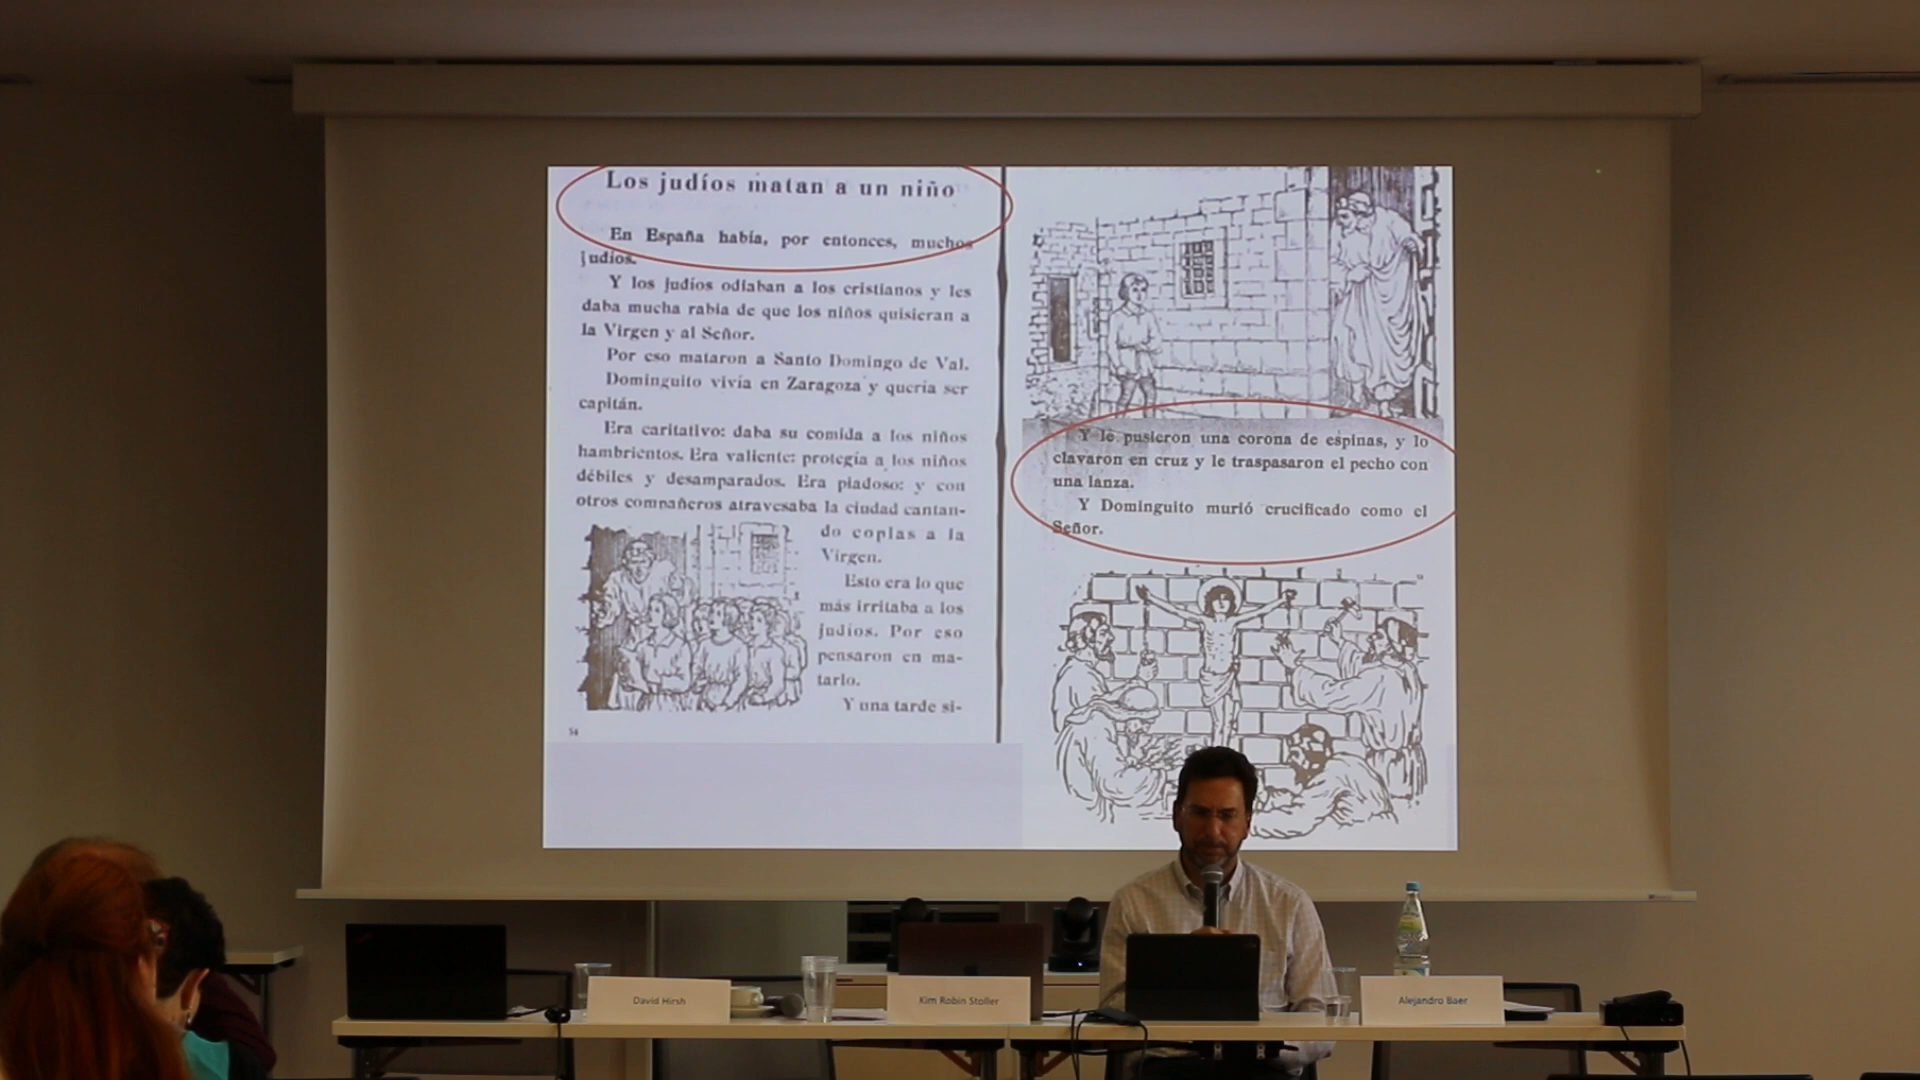 Los judíos matan a un niño
En España había, por entonces, muchos
judíos.
Y los judíos odiaban a los cristianos y les
daba mucha rabia de que los niños quisieran a
la Virgen y al Señor.
Por eso mataron a Santo Domingo de Val.
Dominguito vivía en Zaragoza y quería ser
capitán.
Era caritativo: daba su comida a los niños
hambrientos. Era valiente: protegía a los niños
débiles y desamparados. Era piadoso: y con
otros compañeros atravesaba la ciudad cantan-
do coplas a la
Virgen.
Esto era lo que
más irritaba a los
judíos. Por eso
pensaron en ma-
tarlo.
Y una tarde si-
54
Y le pusieron una corona de espinas, y lo
clavaron en cruz y le traspasaron el pecho con
una lanza.
Y Dominguito murió crucificado como el
Señor.
David Hirsh
Kim Robin Stoller
Alejandro Baer